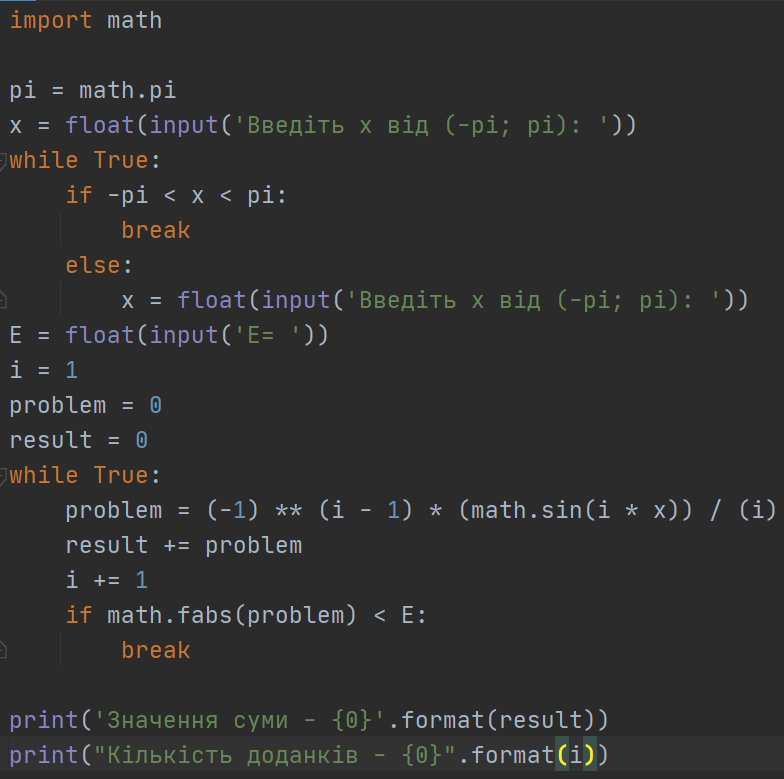 import math
pi = math.pi
x = float(input('Введіть x від (-pi; pi): '))
while True:
    if -pi < x < pi:
        break
    else:
        x = float(input('Введіть x від (-pi; pi): '))
E = float(input('E= '))
i = 1
problem = 0
result = 0
while True:
    problem = (-1) ** (i - 1) * (math.sin(i * x)) / (i)
    result += problem
    i += 1
    if math.fabs(problem) < E:
        break
print('Значення суми - {0}'.format(result))
print("Кількість доданків - {0}".format(i))